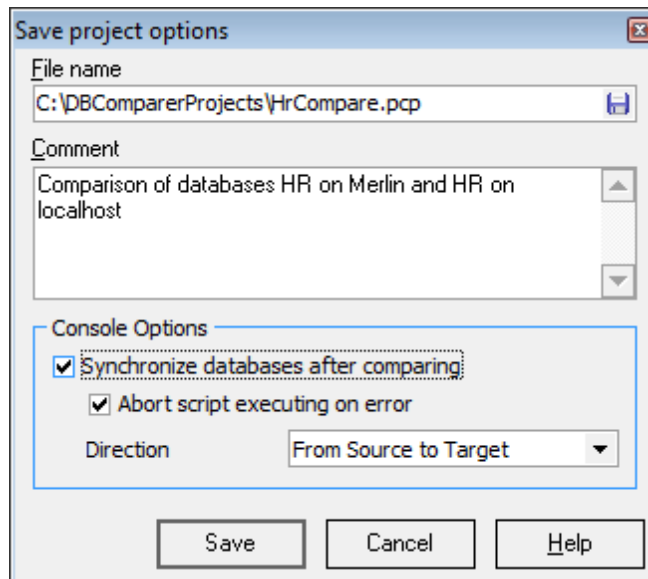 Save project options
File name
C:\DBComparerProjects\HrCompare.pcp
Comment
Comparison of databases HR on Merlin and HR on
localhost
Console Options
Synchronize databases after comparing
Abort script executing on error
Direction From Source to Target
Save Cancel Help